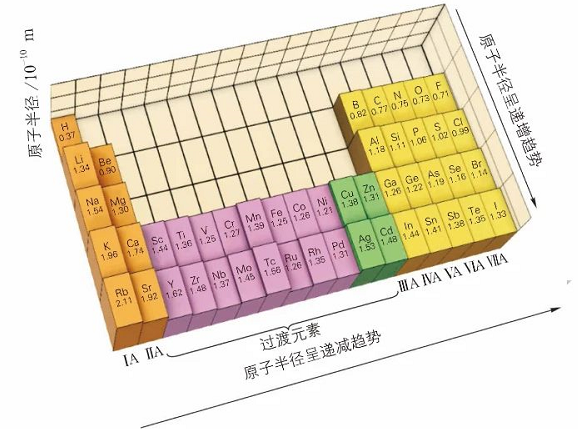 原子半径 /10⁻¹⁰ m
原子半径呈递增趋势
H 0.37
B 0.82 C 0.77 N 0.75 O 0.73 F 0.71
Li 1.34 Be 0.90
Al 1.18 Si 1.11 P 1.06 S 1.02 Cl 0.99
Na 1.54 Mg 1.30
K 1.96 Ca 1.74 Sc 1.44 Ti 1.36 V 1.25 Cr 1.27 Mn 1.39 Fe 1.25 Co 1.26 Ni 1.21 Cu 1.38 Zn 1.31 Ga 1.26 Ge 1.22 As 1.19 Se 1.16 Br 1.14
Rb 2.11 Sr 1.92 Y 1.62 Zr 1.48 Nb 1.37 Mo 1.45 Tc 1.56 Ru 1.26 Rh 1.35 Pd 1.31 Ag 1.53 Cd 1.48 In 1.44 Sn 1.41 Sb 1.38 Te 1.35 I 1.33
ⅠA ⅡA ⅢA ⅣA ⅤA ⅥA ⅦA
过渡元素
原子半径呈递减趋势